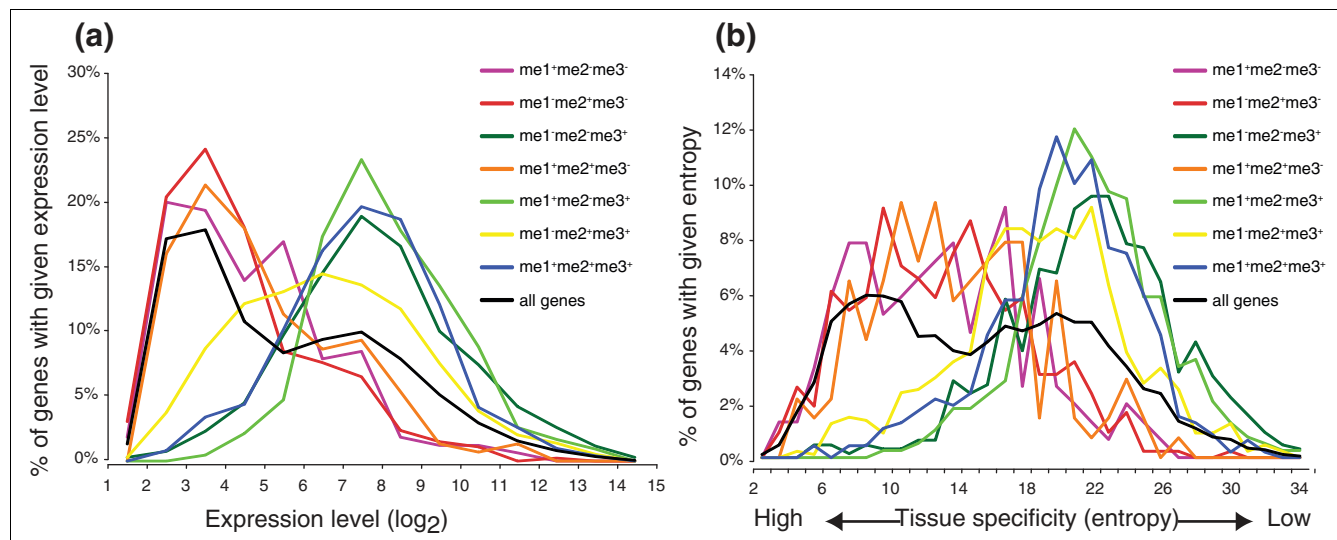 (a)
% of genes with given expression level
30%
25%
20%
15%
10%
5%
0%
1 2 3 4 5 6 7 8 9 10 11 12 13 14 15
Expression level (log₂)
me1⁺me2⁻me3⁻
me1⁻me2⁺me3⁻
me1⁻me2⁻me3⁺
me1⁺me2⁺me3⁻
me1⁺me2⁻me3⁺
me1⁻me2⁺me3⁺
me1⁺me2⁺me3⁺
all genes
(b)
% of genes with given entropy
14%
12%
10%
8%
6%
4%
2%
0%
2 6 10 14 18 22 26 34
High Tissue specificity (entropy) Low
me1⁺me2⁻me3⁻
me1⁻me2⁺me3⁻
me1⁻me2⁻me3⁺
me1⁺me2⁺me3⁻
me1⁺me2⁻me3⁺
me1⁻me2⁺me3⁺
me1⁺me2⁺me3⁺
all genes